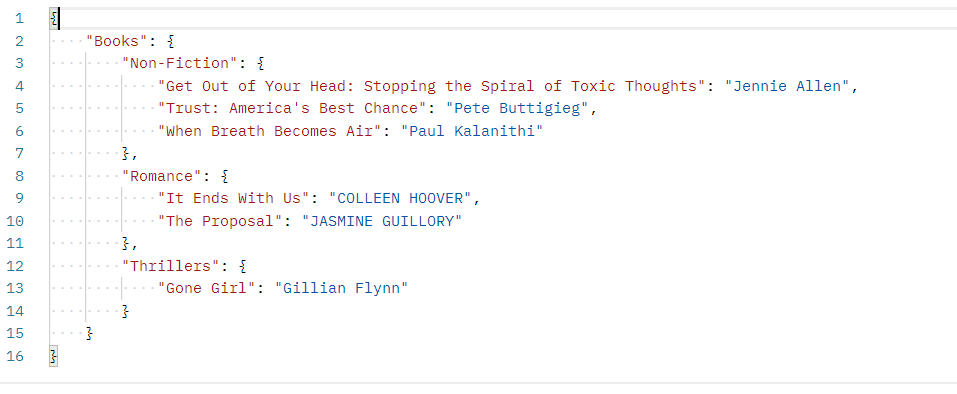 1 {
2 "Books": {
3 "Non-Fiction": {
4 "Get Out of Your Head: Stopping the Spiral of Toxic Thoughts": "Jennie Allen",
5 "Trust: America's Best Chance": "Pete Buttigieg",
6 "When Breath Becomes Air": "Paul Kalanithi"
7 },
8 "Romance": {
9 "It Ends With Us": "COLLEEN HOOVER",
10 "The Proposal": "JASMINE GUILLORY"
11 },
12 "Thrillers": {
13 "Gone Girl": "Gillian Flynn"
14 }
15 }
16 }